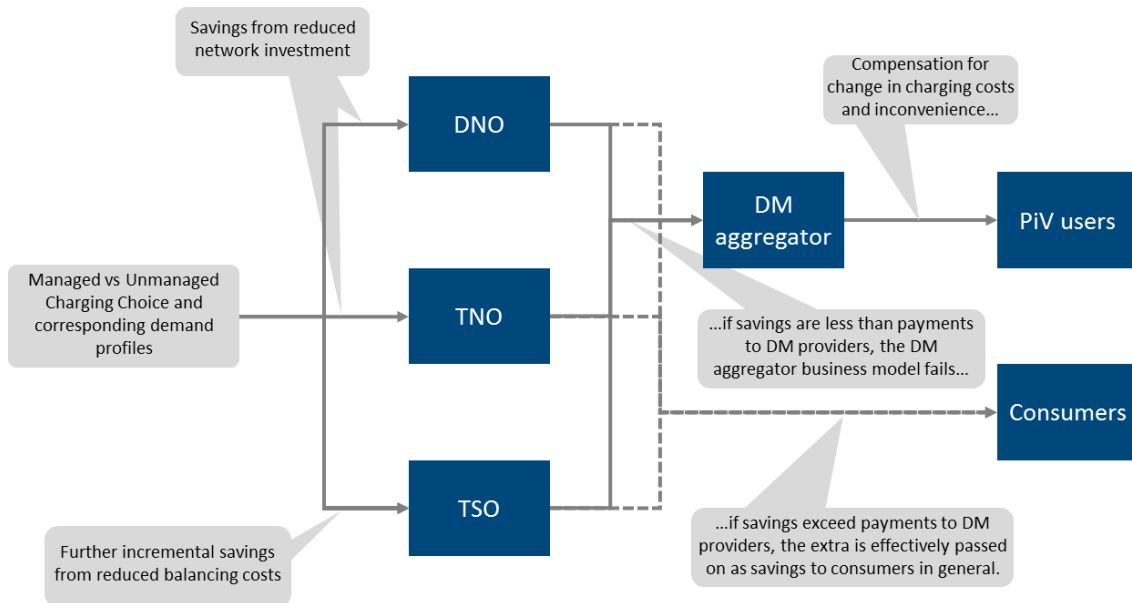 Savings from reduced
network investment
DNO
Compensation for
change in charging costs
and inconvenience...
DM
aggregator
PiV users
Managed vs Unmanaged
Charging Choice and
corresponding demand
profiles
TNO
...if savings are less than payments
to DM providers, the DM
aggregator business model fails...
Consumers
TSO
Further incremental savings
from reduced balancing costs
...if savings exceed payments to DM
providers, the extra is effectively passed
on as savings to consumers in general.